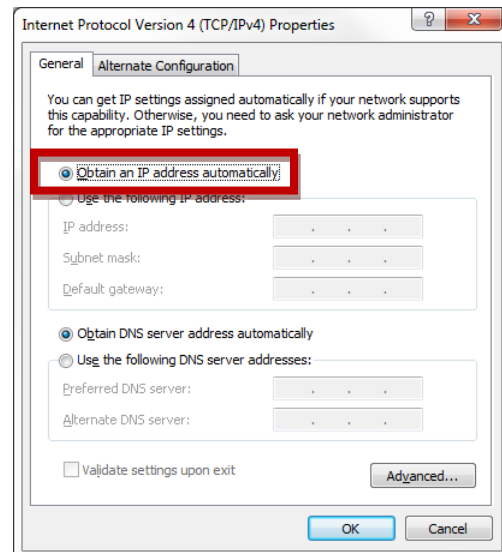 Internet Protocol Version 4 (TCP/IPv4) Properties
General
Alternate Configuration
You can get IP settings assigned automatically if your network supports
this capability. Otherwise, you need to ask your network administrator
for the appropriate IP settings.
Obtain an IP address automatically
Use the following IP address:
IP address:
Subnet mask:
Default gateway:
Obtain DNS server address automatically
Use the following DNS server addresses:
Preferred DNS server:
Alternate DNS server:
Validate settings upon exit
Advanced...
OK
Cancel